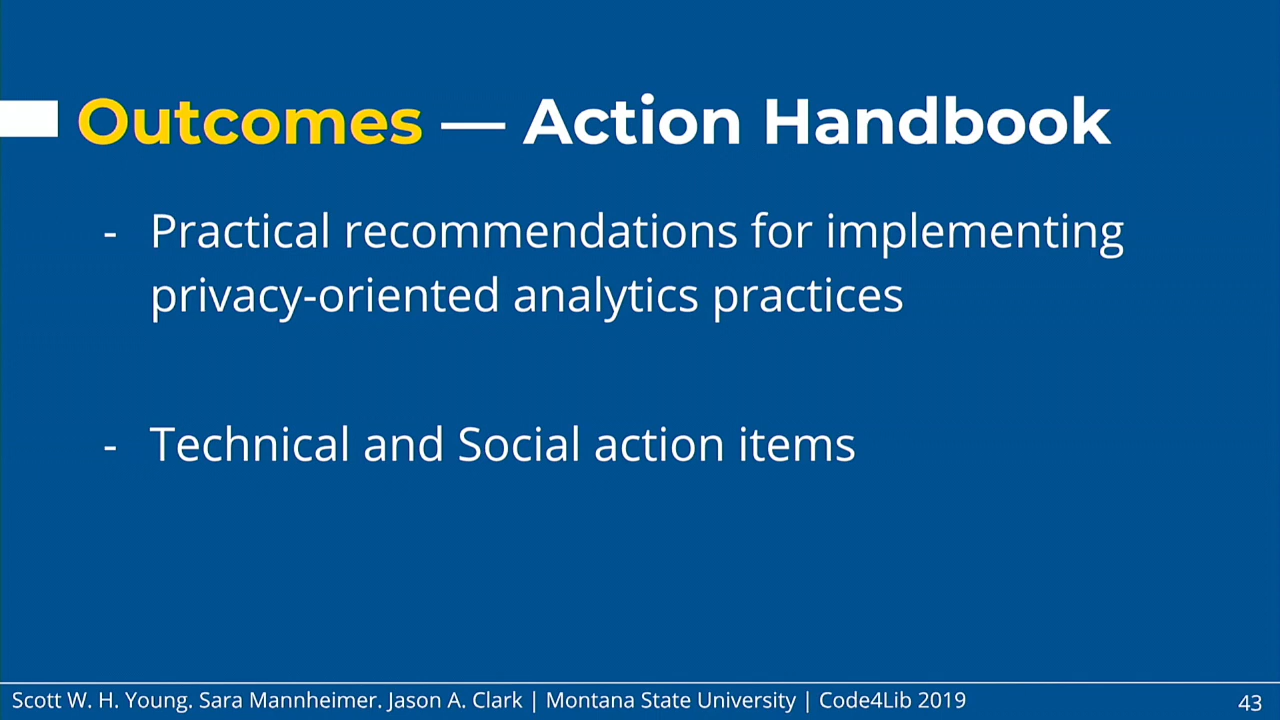 Outcomes — Action Handbook
- Practical recommendations for implementing
privacy-oriented analytics practices
- Technical and Social action items
Scott W. H. Young. Sara Mannheimer. Jason A. Clark | Montana State University | Code4Lib 2019
43